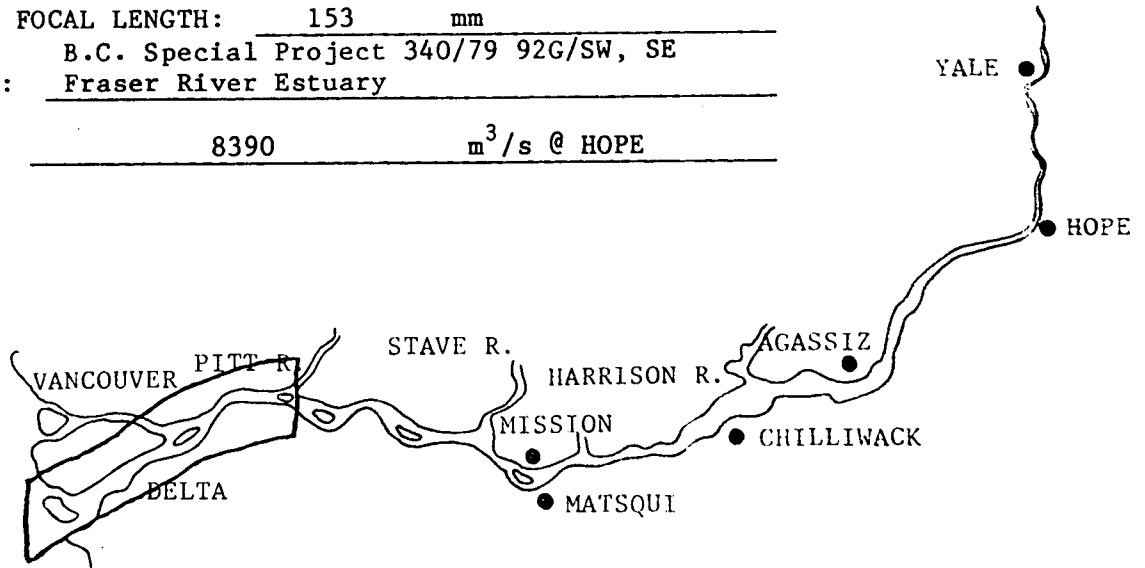 FOCAL LENGTH: 153 mm
B.C. Special Project 340/79 92G/SW, SE
: Fraser River Estuary
8390 m³/s @ HOPE
YALE
HOPE
AGASSIZ
STAVE R.
PITT R
HARRISON R.
VANCOUVER
MISSION
CHILLIWACK
DELTA
MATSQUI